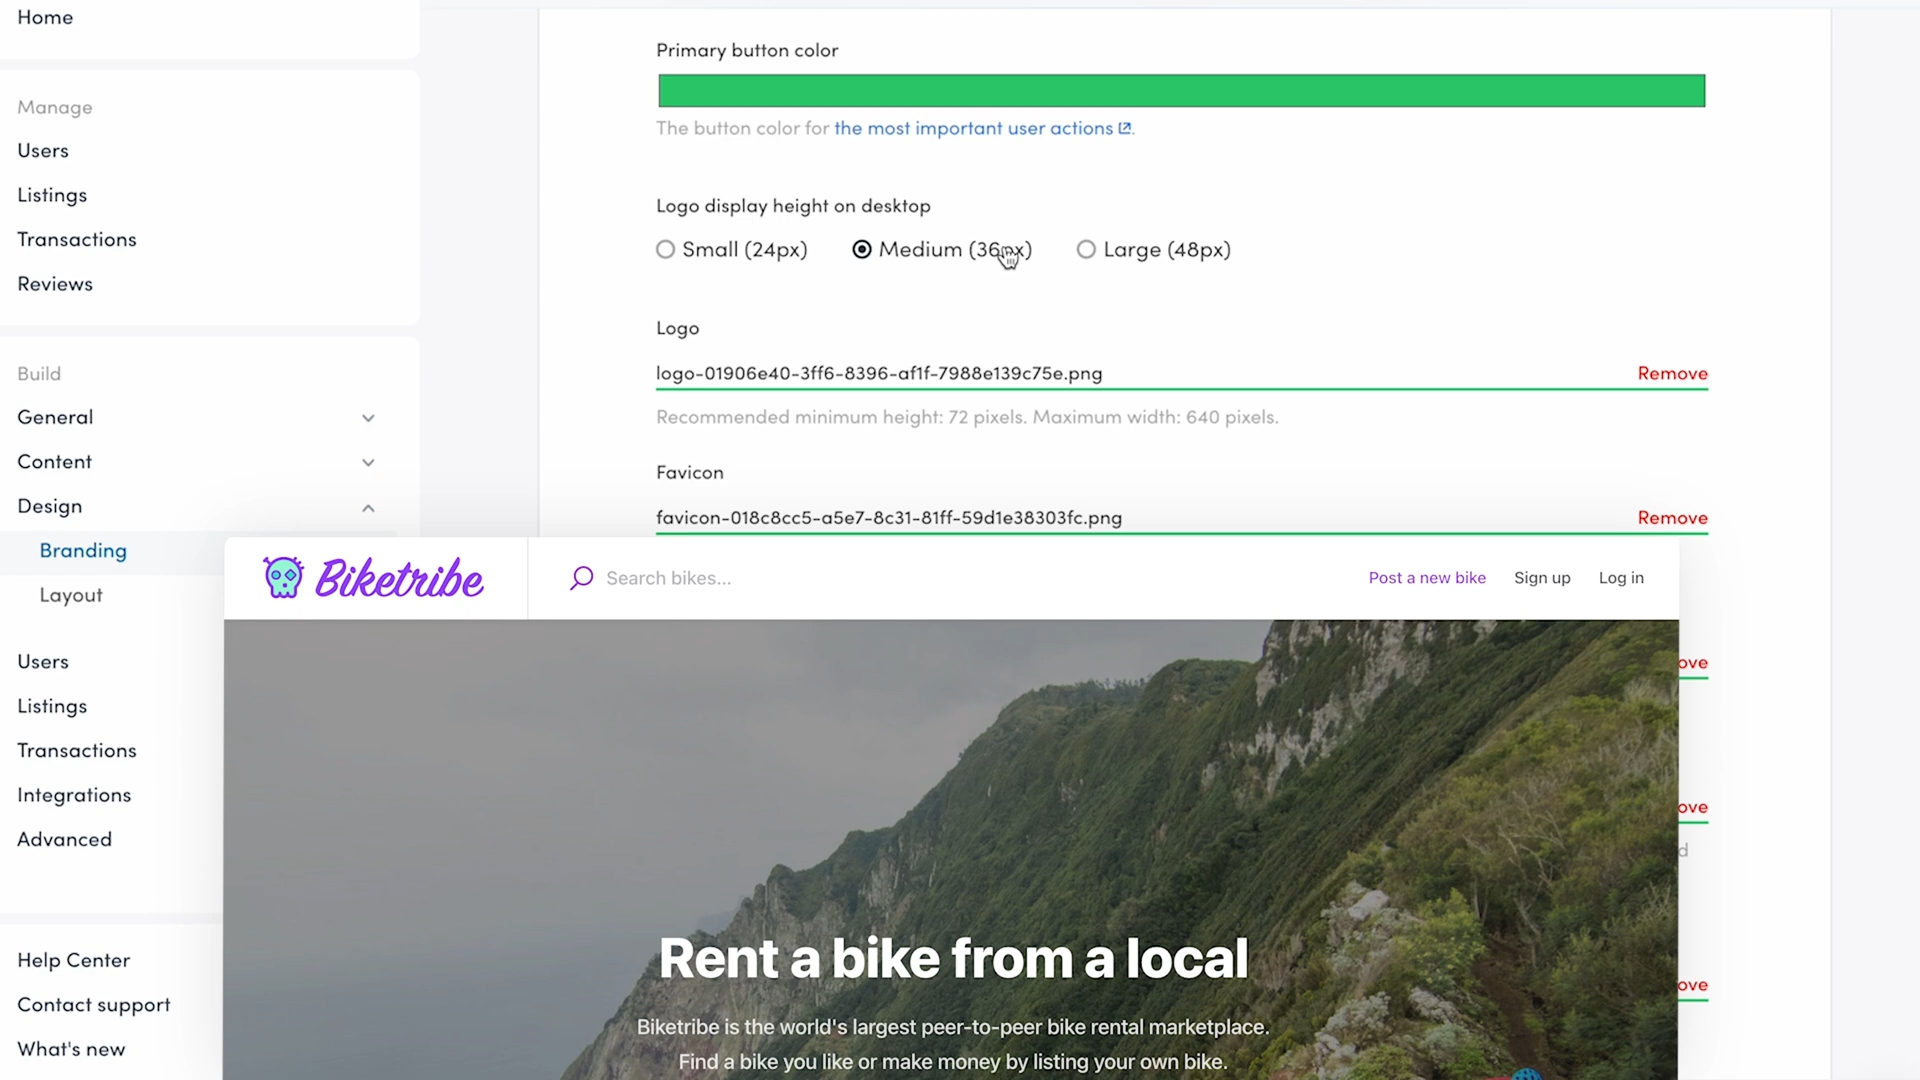 Home
Manage
Users
Listings
Transactions
Reviews
Build
General
Content
Design
Branding
Layout
Users
Listings
Transactions
Integrations
Advanced
Help Center
Contact support
What's new
Primary button color
The button color for the most important user actions.
Logo display height on desktop
Small (24px) Medium (36px) Large (48px)
Logo
logo-01906e40-3ff6-8396-af1f-7988e139c75e.png Remove
Recommended minimum height: 72 pixels. Maximum width: 640 pixels.
Favicon
favicon-018c8cc5-a5e7-8c31-81ff-59d1e38303fc.png Remove
Biketribe Search bikes... Post a new bike Sign up Log in
ove
ove
d
ove
Rent a bike from a local
Biketribe is the world's largest peer-to-peer bike rental marketplace.
Find a bike you like or make money by listing your own bike.